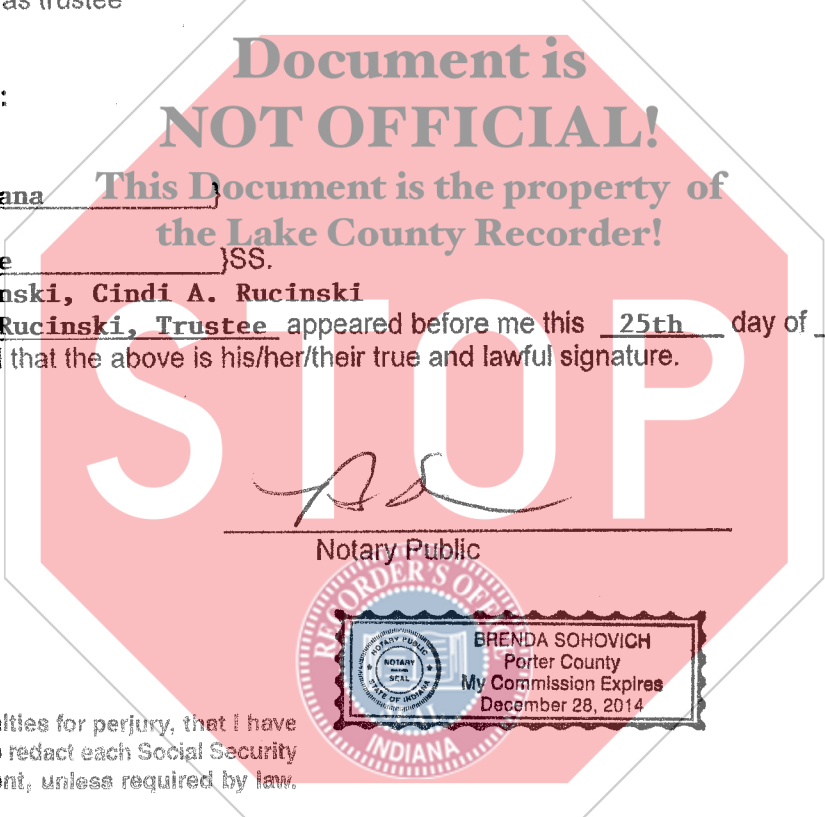 as trustee
Document is
NOT OFFICIAL!
:
This Document is the property of
ana }
the Lake County Recorder!
e }SS.
nski, Cindi A. Rucinski
Rucinski, Trustee appeared before me this 25th day of
that the above is his/her/their true and lawful signature.
STOP
Notary Public
RECORDER'S OFFICE
INDIANA
NOTARY PUBLIC
NOTARY
SEAL
STATE OF INDIANA
BRENDA SOHOVICH
Porter County
My Commission Expires
December 28, 2014
lties for perjury, that I have
redact each Social Security
ent, unless required by law.